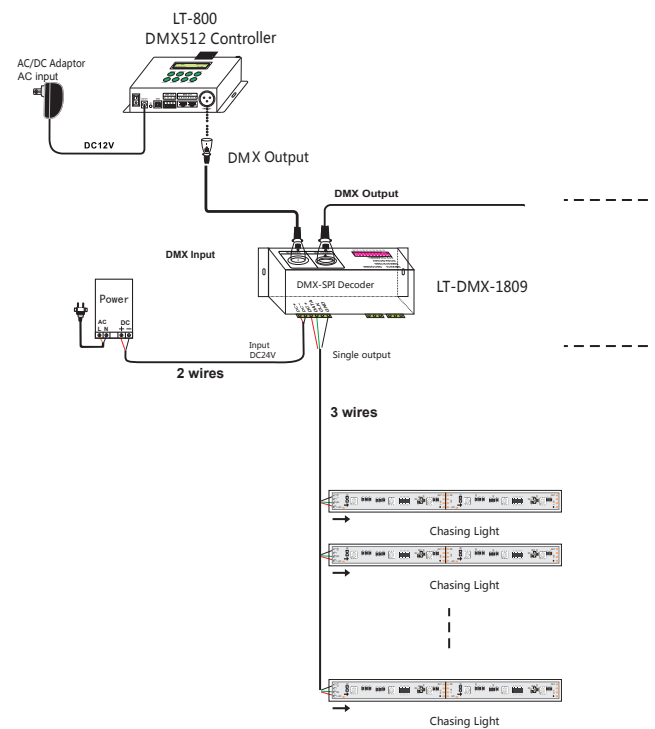 LT-800
DMX512 Controller
AC/DC Adaptor
AC input
DC12V
DMX Output
DMX Output
DMX Input
DMX-SPI Decoder
LT-DMX-1809
Power
AC DC
L N + −
Input
DC24V
Single output
2 wires
3 wires
Chasing Light
Chasing Light
Chasing Light